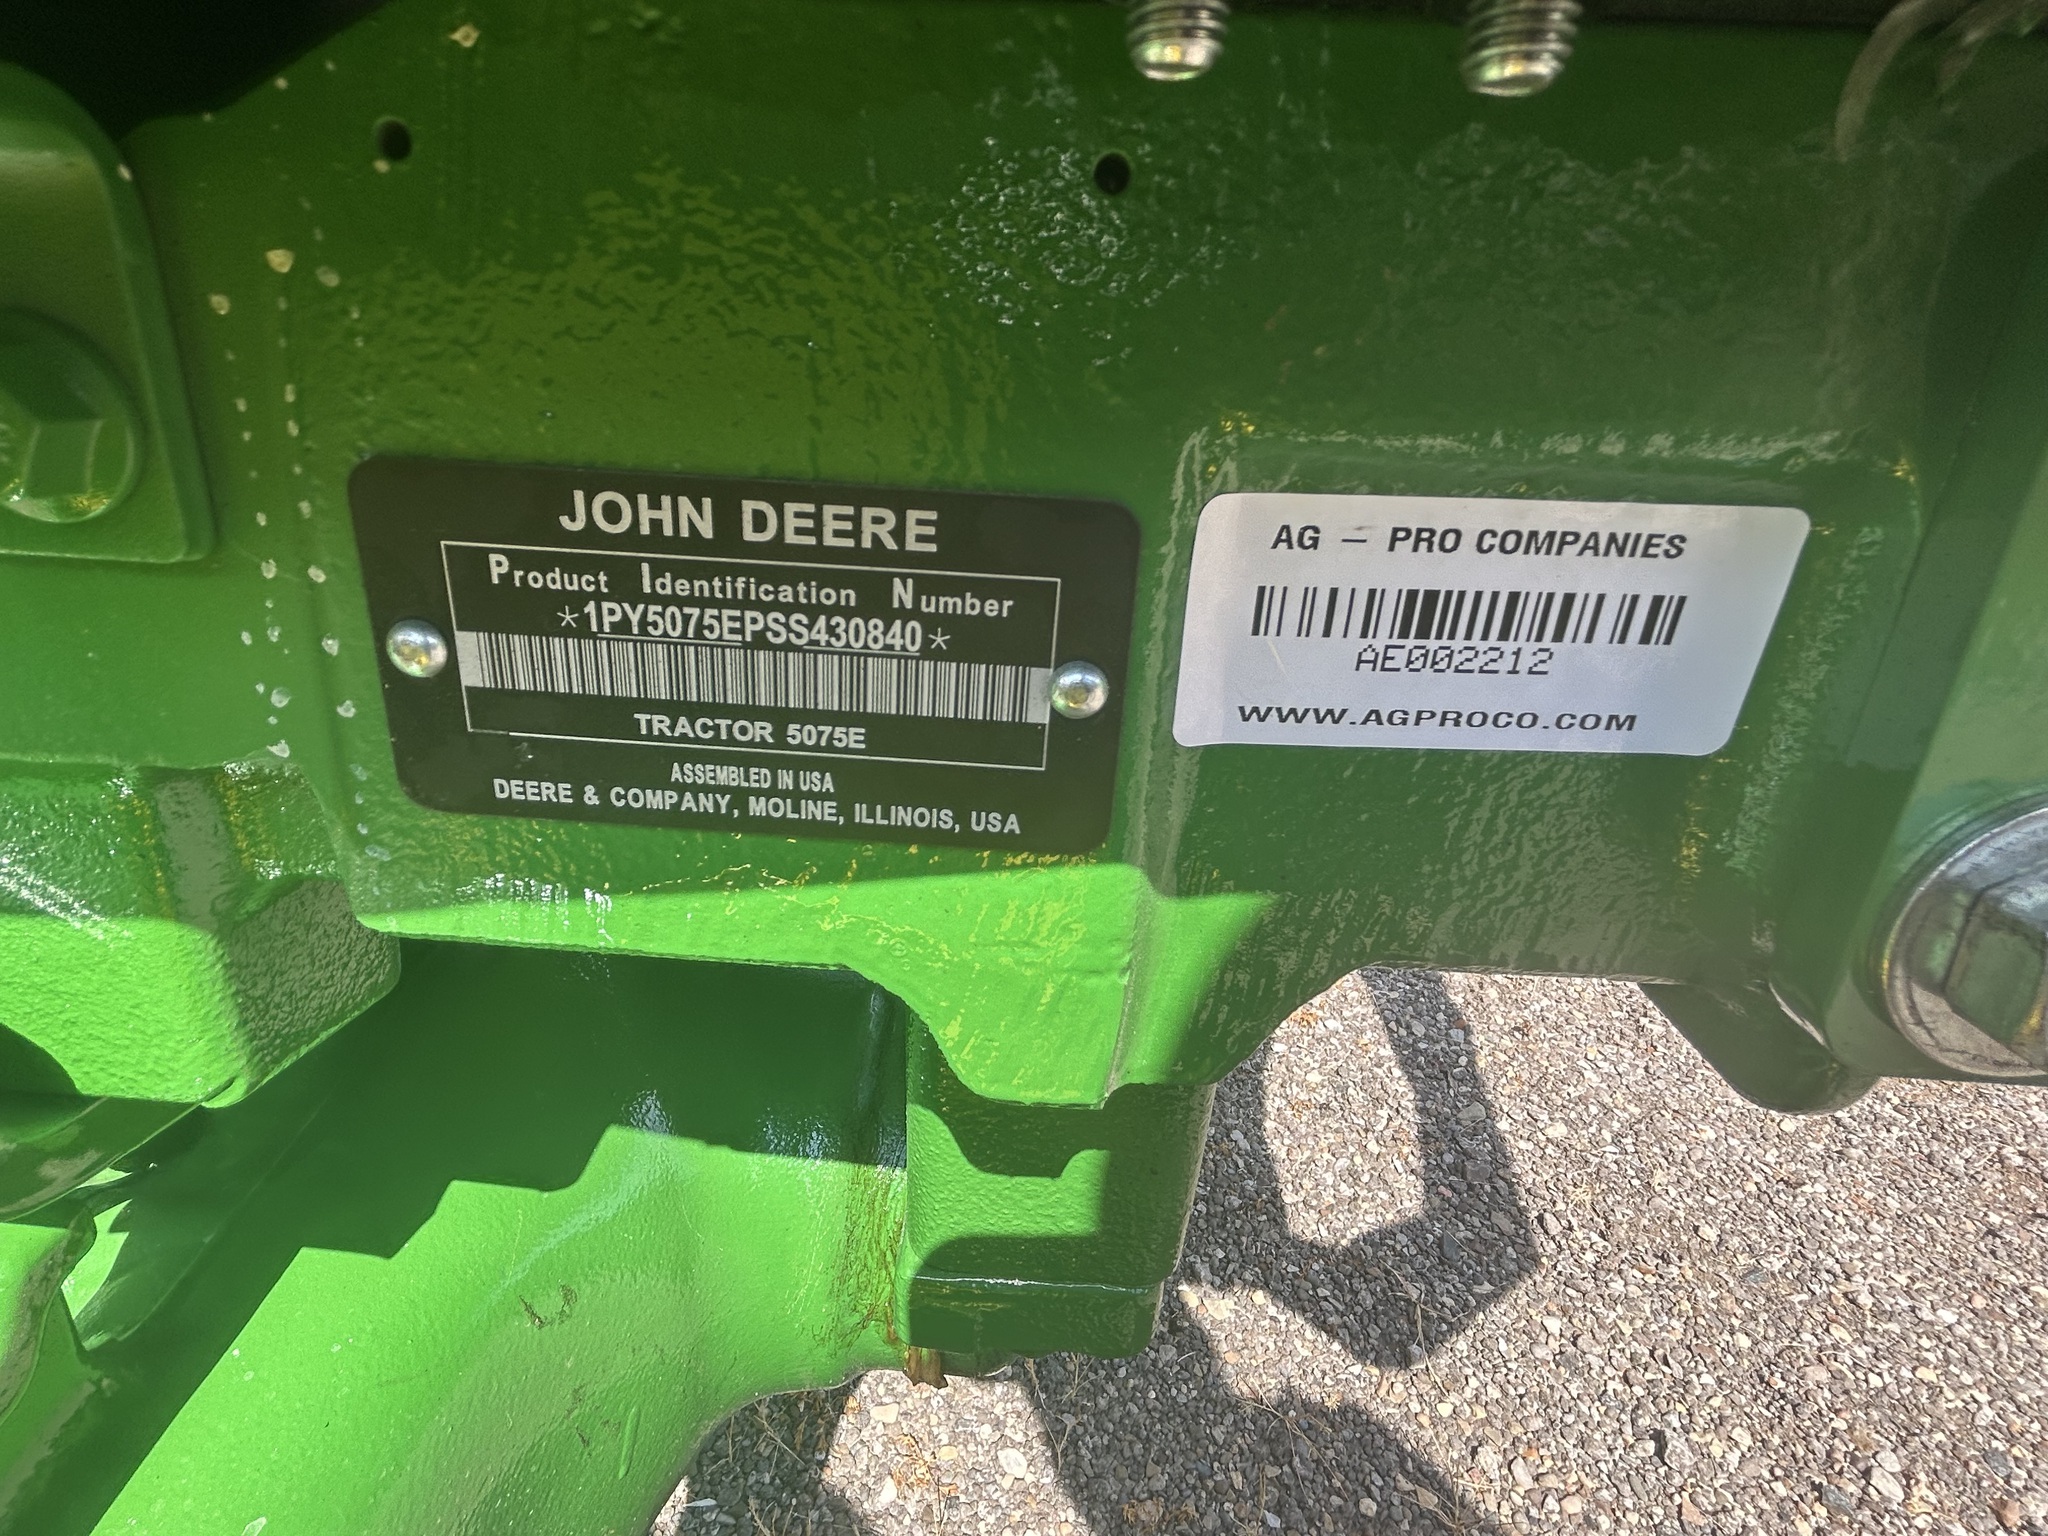 JOHN DEERE
Product Identification Number
*1PY5075EPSS430840*
TRACTOR 5075E
ASSEMBLED IN USA
DEERE & COMPANY, MOLINE, ILLINOIS, USA
AG – PRO COMPANIES
AE002212
WWW.AGPROCO.COM